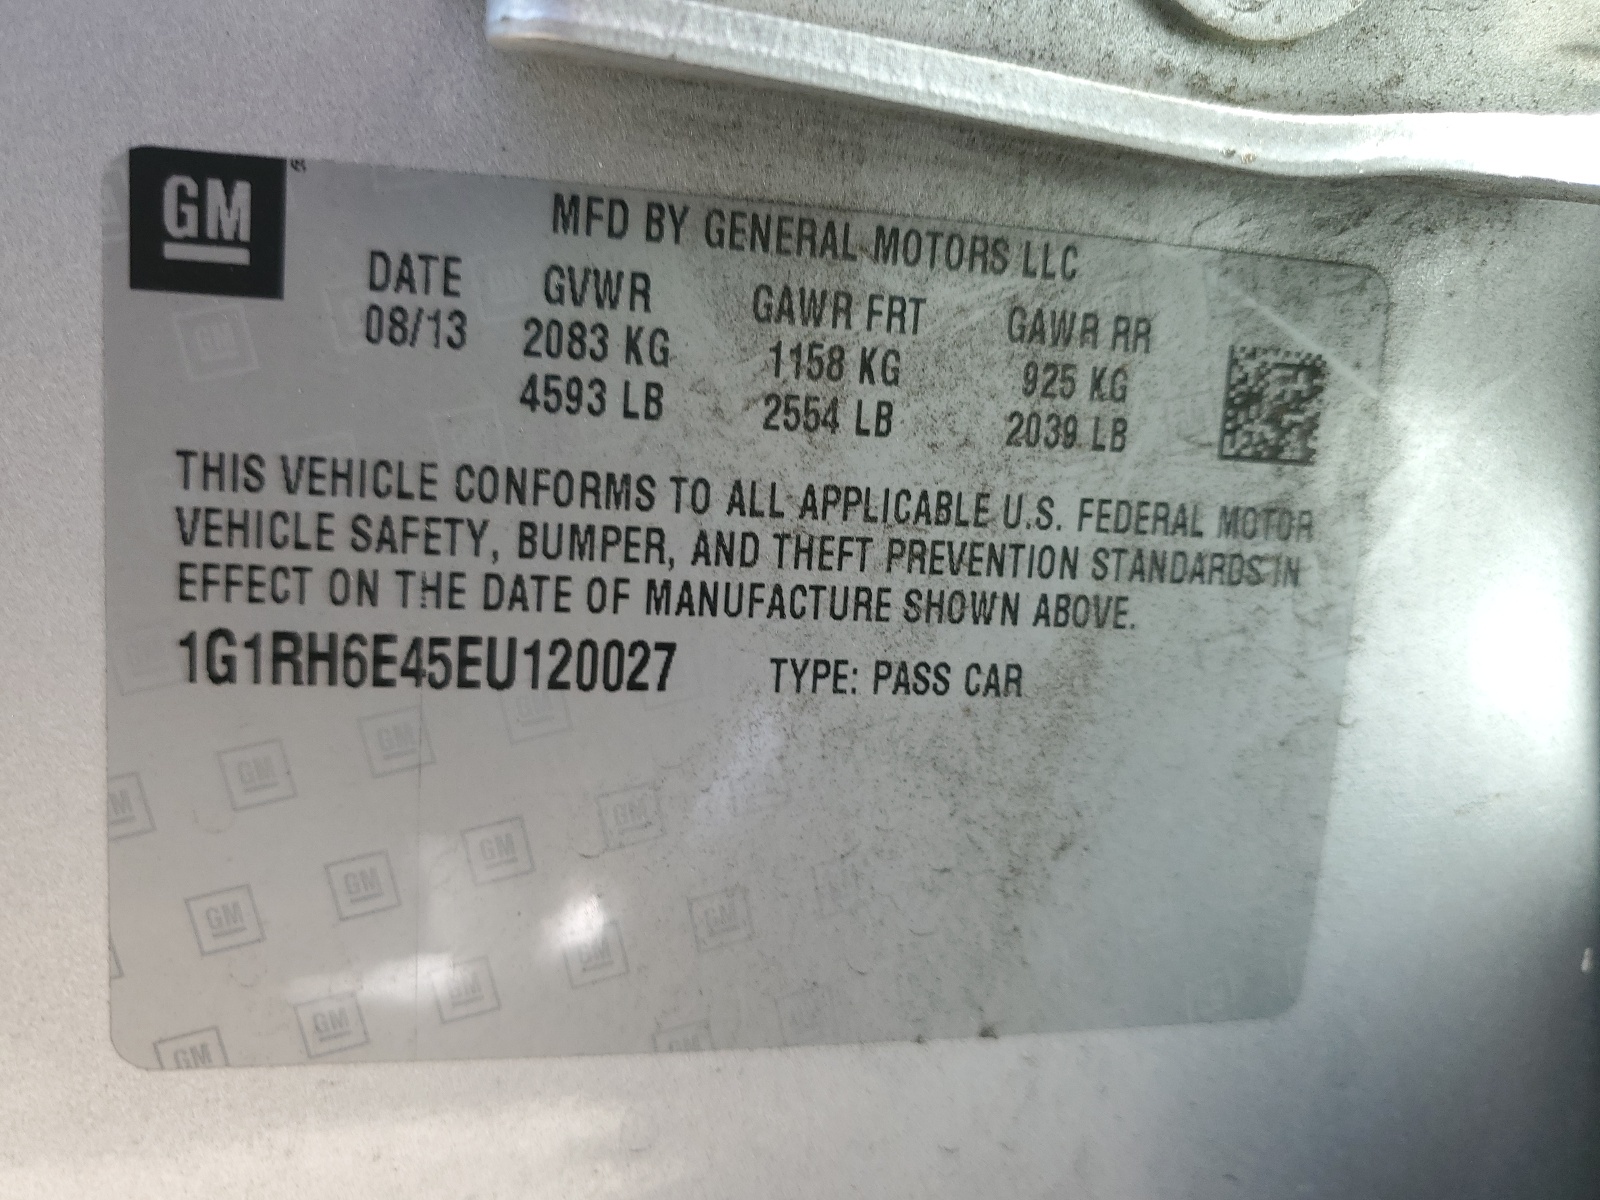 GM
MFD BY GENERAL MOTORS LLC
DATE GVWR GAWR FRT GAWR RR
08/13 2083 KG 1158 KG 925 KG
4593 LB 2554 LB 2039 LB
THIS VEHICLE CONFORMS TO ALL APPLICABLE U.S. FEDERAL MOTOR
VEHICLE SAFETY, BUMPER, AND THEFT PREVENTION STANDARDS IN
EFFECT ON THE DATE OF MANUFACTURE SHOWN ABOVE.
1G1RH6E45EU120027 TYPE: PASS CAR